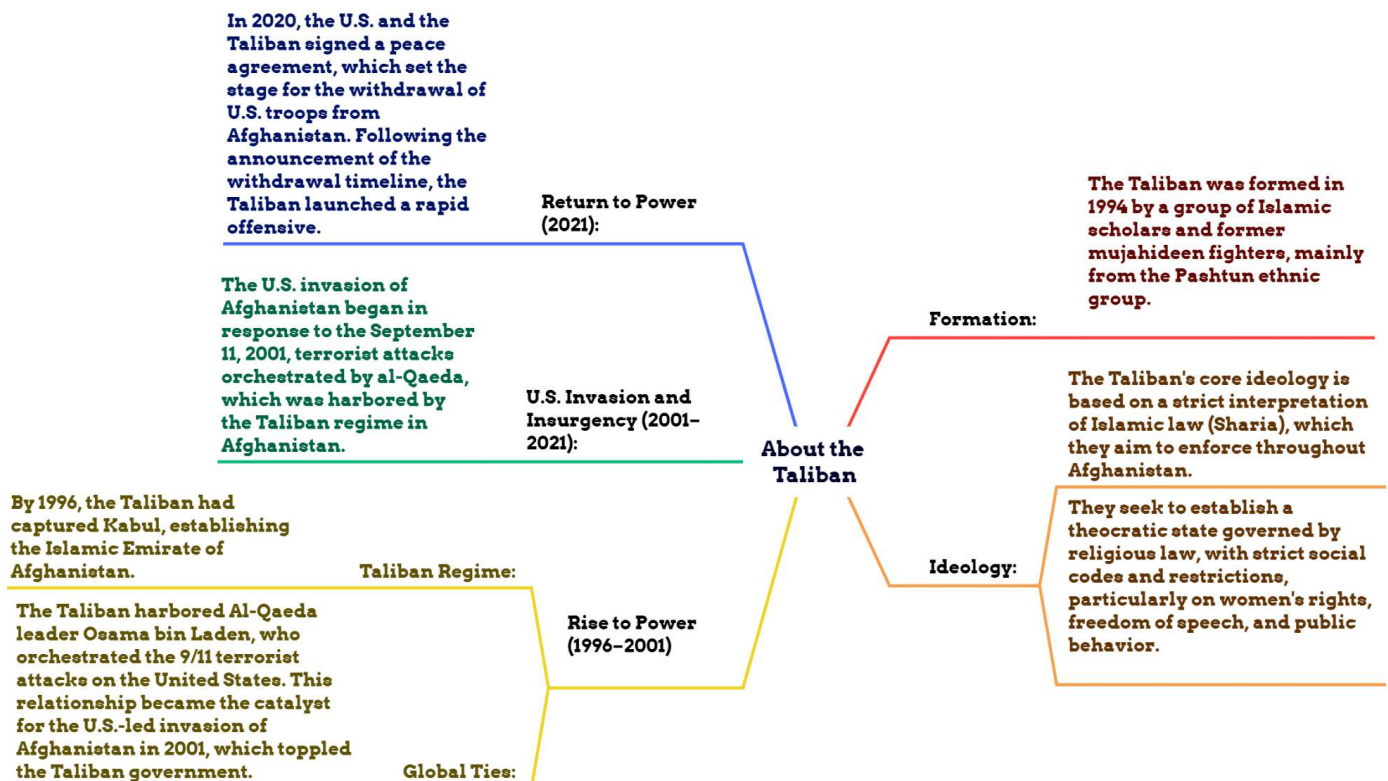 In 2020, the U.S. and the
Taliban signed a peace
agreement, which set the
stage for the withdrawal of
U.S. troops from
Afghanistan. Following the
announcement of the
withdrawal timeline, the
Taliban launched a rapid
offensive.
Return to Power
(2021):
The U.S. invasion of
Afghanistan began in
response to the September
11, 2001, terrorist attacks
orchestrated by al-Qaeda,
which was harbored by
the Taliban regime in
Afghanistan.
U.S. Invasion and
Insurgency (2001–
2021):
By 1996, the Taliban had
captured Kabul, establishing
the Islamic Emirate of
Afghanistan.
Taliban Regime:
The Taliban harbored Al-Qaeda
leader Osama bin Laden, who
orchestrated the 9/11 terrorist
attacks on the United States. This
relationship became the catalyst
for the U.S.-led invasion of
Afghanistan in 2001, which toppled
the Taliban government.
Global Ties:
Rise to Power
(1996–2001)
About the
Taliban
The Taliban was formed in
1994 by a group of Islamic
scholars and former
mujahideen fighters, mainly
from the Pashtun ethnic
group.
Formation:
The Taliban's core ideology is
based on a strict interpretation
of Islamic law (Sharia), which
they aim to enforce throughout
Afghanistan.
They seek to establish a
theocratic state governed by
religious law, with strict social
codes and restrictions,
particularly on women's rights,
freedom of speech, and public
behavior.
Ideology: